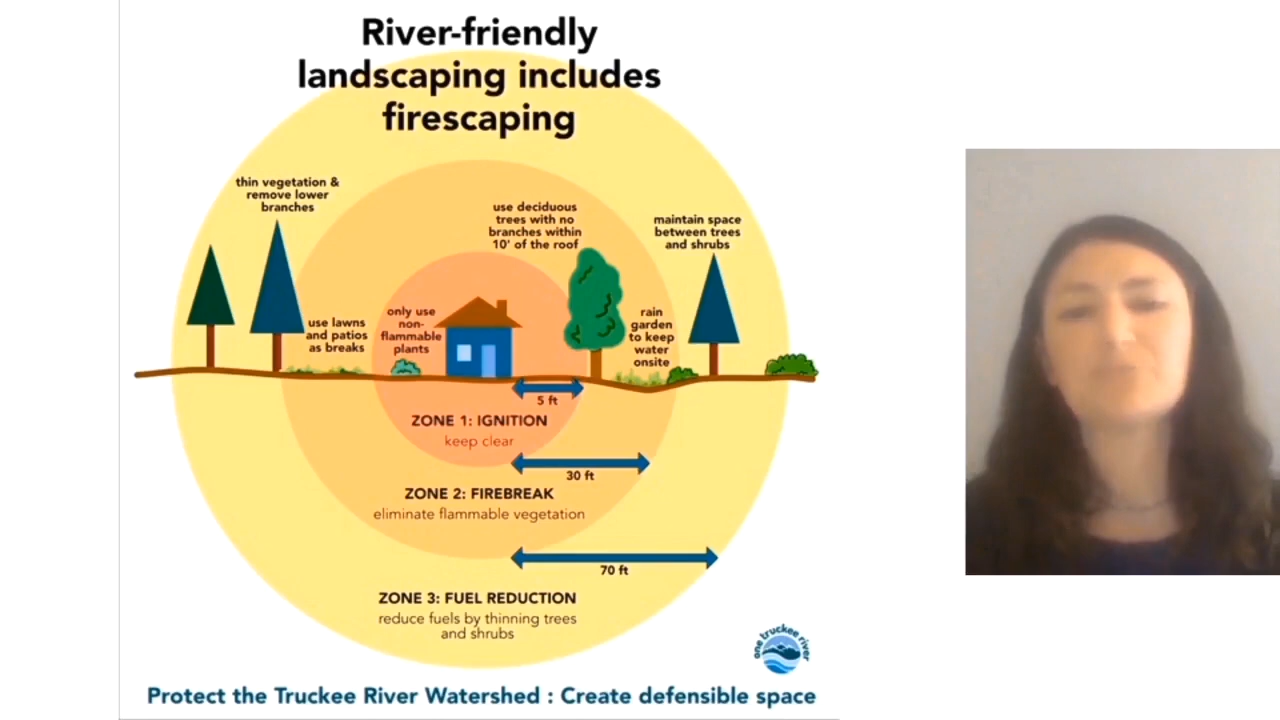 River-friendly
landscaping includes
firescaping
thin vegetation &
remove lower
branches
use deciduous
trees with no
branches within
10' of the roof
maintain space
between trees
and shrubs
use lawns
and patios
as breaks
only use
non-
flammable
plants
rain
garden
to keep
water
onsite
5 ft
ZONE 1: IGNITION
keep clear
30 ft
ZONE 2: FIREBREAK
eliminate flammable vegetation
70 ft
ZONE 3: FUEL REDUCTION
reduce fuels by thinning trees
and shrubs
one truckee river
Protect the Truckee River Watershed : Create defensible space